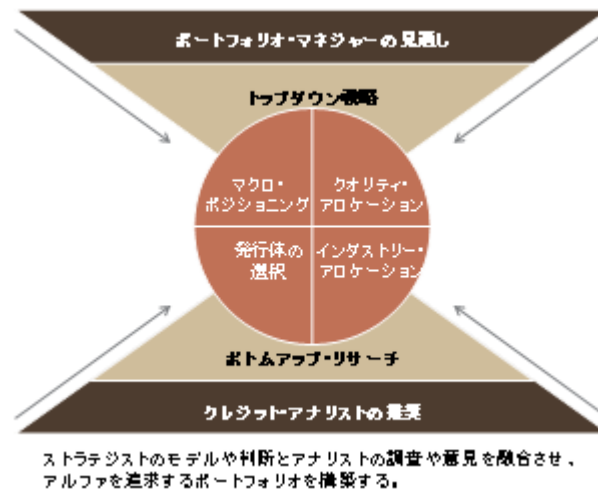 ポートフォリオ・マネジャーの見通し
トップダウン戦略
マクロ・
ポジショニング
クオリティ・
アロケーション
発行体の
選択
インダストリー・
アロケーション
ボトムアップ・リサーチ
クレジット・アナリストの推奨
ストラテジストのモデルや判断とアナリストの調査や意見を融合させ、
アルファを追求するポートフォリオを構築する。